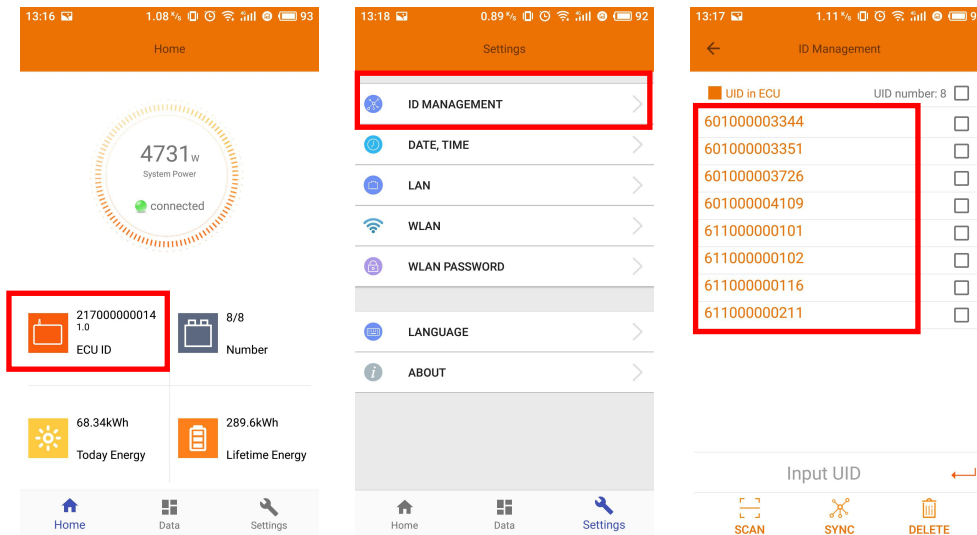 13:16
1.08 K/s
93
Home
4731 W
System Power
connected
217000000014
1.0
ECU ID
8/8
Number
68.34kWh
Today Energy
289.6kWh
Lifetime Energy
Home
Data
Settings
13:18
0.89 K/s
92
Settings
ID MANAGEMENT
DATE, TIME
LAN
WLAN
WLAN PASSWORD
LANGUAGE
ABOUT
Home
Data
Settings
13:17
1.11 K/s
ID Management
UID in ECU
UID number: 8
601000003344
601000003351
601000003726
601000004109
611000000101
611000000102
611000000116
611000000211
Input UID
SCAN
SYNC
DELETE